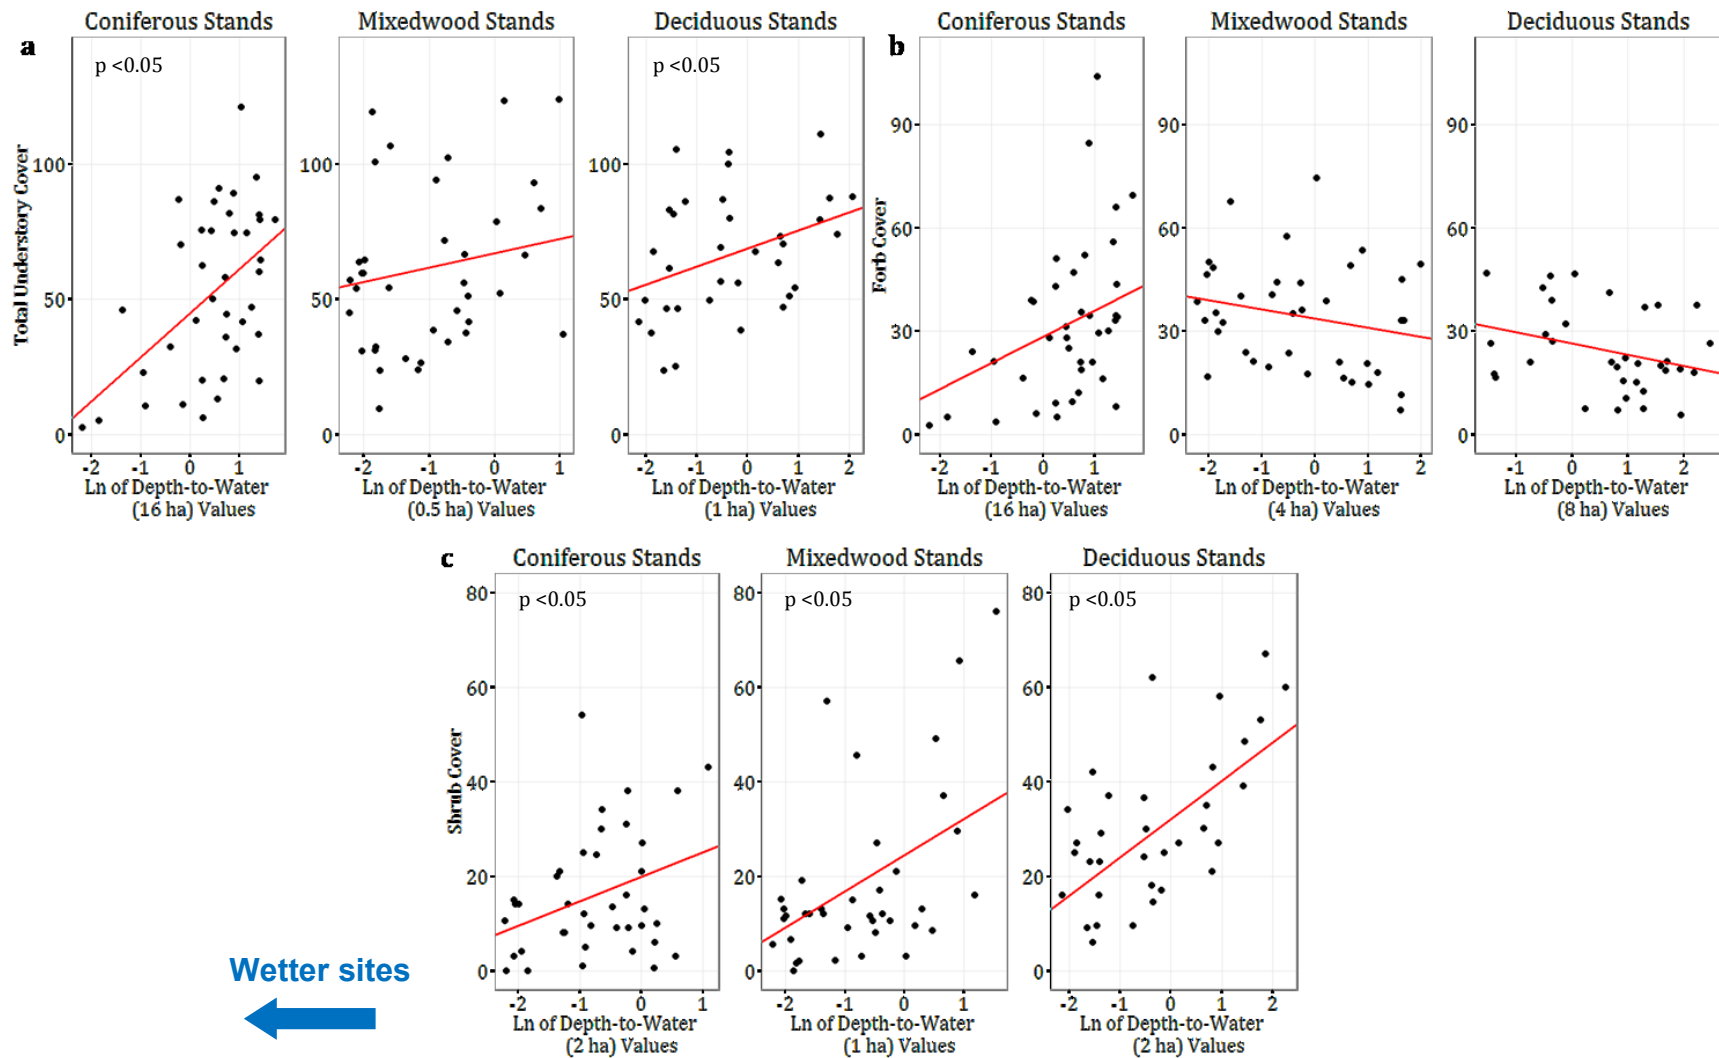 Coniferous Stands
Mixedwood Stands
Deciduous Stands
Coniferous Stands
Mixedwood Stands
Deciduous Stands
a
b
p <0.05
p <0.05
Total Understory Cover
100
50
0
100
50
0
100
50
0
Forb Cover
90
60
30
0
90
60
30
0
90
60
30
0
-2 -1 0 1
-2 -1 0 1
-2 -1 0 1 2
-2 -1 0 1
-2 -1 0 1 2
-1 0 1 2
Ln of Depth-to-Water
(16 ha) Values
Ln of Depth-to-Water
(0.5 ha) Values
Ln of Depth-to-Water
(1 ha) Values
Ln of Depth-to-Water
(16 ha) Values
Ln of Depth-to-Water
(4 ha) Values
Ln of Depth-to-Water
(8 ha) Values
c
Coniferous Stands
Mixedwood Stands
Deciduous Stands
p <0.05
p <0.05
p <0.05
Shrub Cover
80
60
40
20
0
80
60
40
20
0
80
60
40
20
0
-2 -1 0 1
-2 -1 0 1
-2 -1 0 1 2
Ln of Depth-to-Water
(2 ha) Values
Ln of Depth-to-Water
(1 ha) Values
Ln of Depth-to-Water
(2 ha) Values
Wetter sites